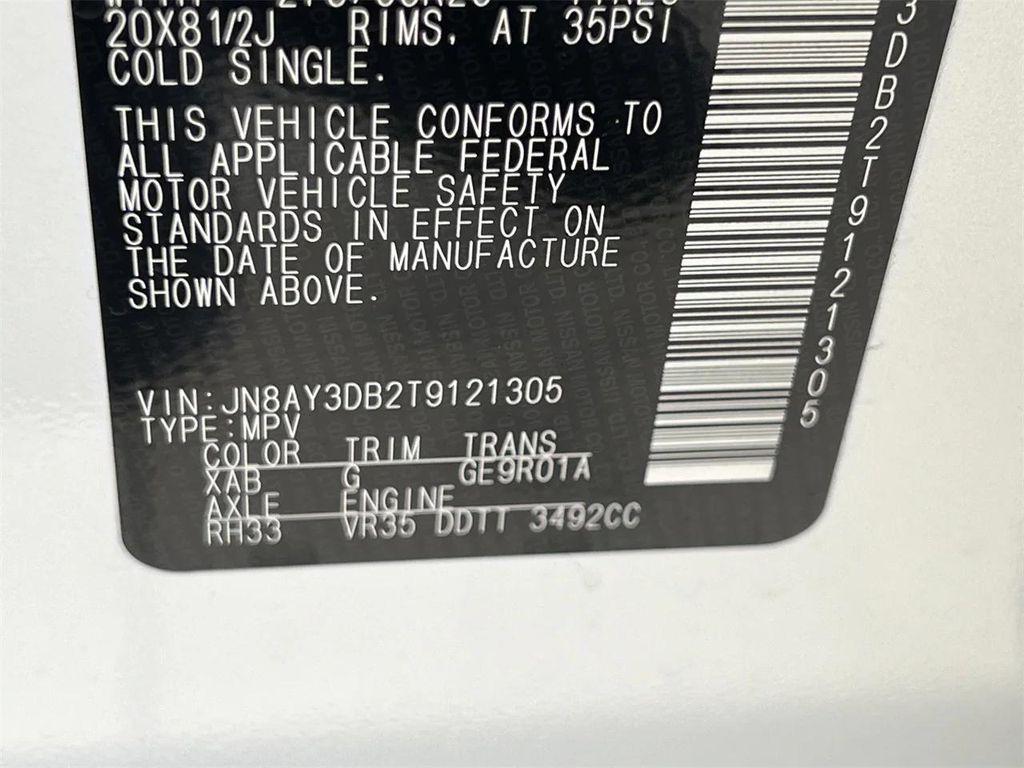 20X81/2J RIMS. AT 35PSI
COLD SINGLE.
THIS VEHICLE CONFORMS TO
ALL APPLICABLE FEDERAL
MOTOR VEHICLE SAFETY
STANDARDS IN EFFECT ON
THE DATE OF MANUFACTURE
SHOWN ABOVE.
VIN:JN8AY3DB2T9121305
TYPE:MPV
COLOR TRIM TRANS
XAB G GE9R01A
AXLE ENGINE
RH33 VR35 DDTT 3492CC
3DB2T9121305